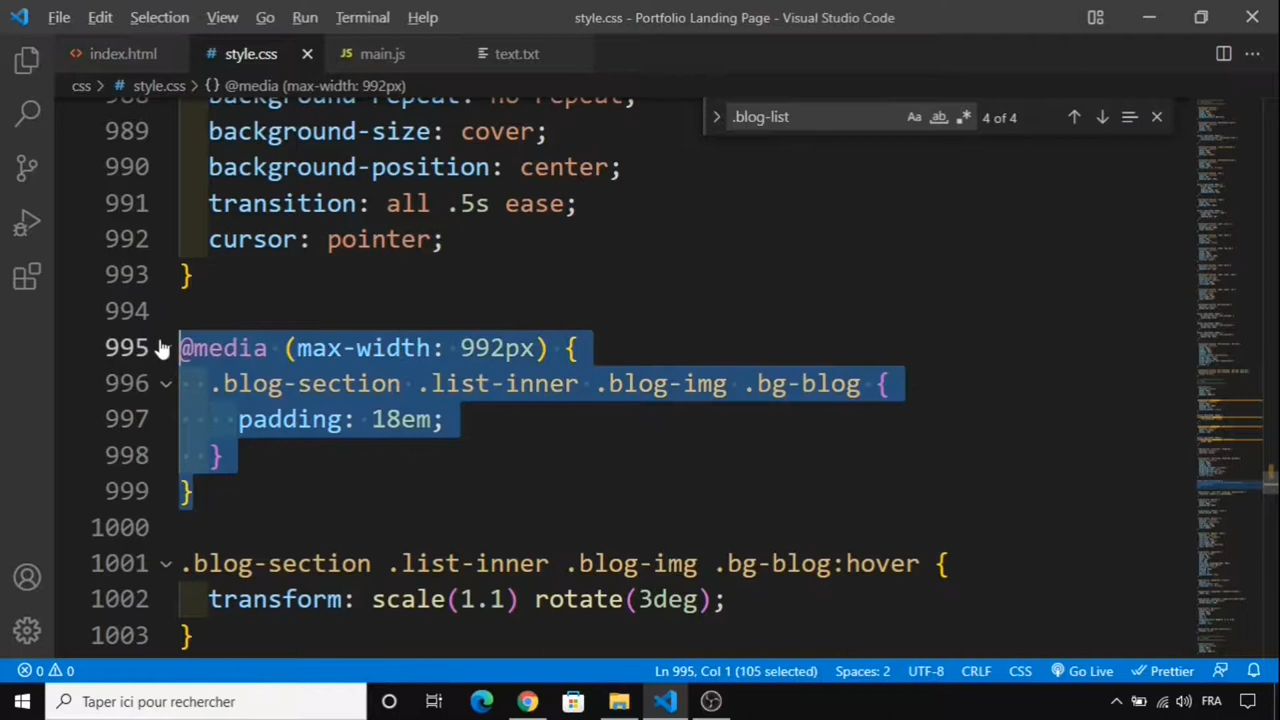 File Edit Selection View Go Run Terminal Help style.css - Portfolio Landing Page - Visual Studio Code
index.html # style.css JS main.js text.txt
css > # style.css > {} @media (max-width: 992px)
.blog-list Aa ab .* 4 of 4
988 background-repeat: no-repeat;
989 background-size: cover;
990 background-position: center;
991 transition: all .5s ease;
992 cursor: pointer;
993 }
994
995 @media (max-width: 992px) {
996 .blog-section .list-inner .blog-img .bg-blog {
997 padding: 18em;
998 }
999 }
1000
1001 .blog-section .list-inner .blog-img .bg-blog:hover {
1002 transform: scale(1.1) rotate(3deg);
1003 }
0 0 Ln 995, Col 1 (105 selected) Spaces: 2 UTF-8 CRLF CSS Go Live Prettier
Taper ici pour rechercher FRA